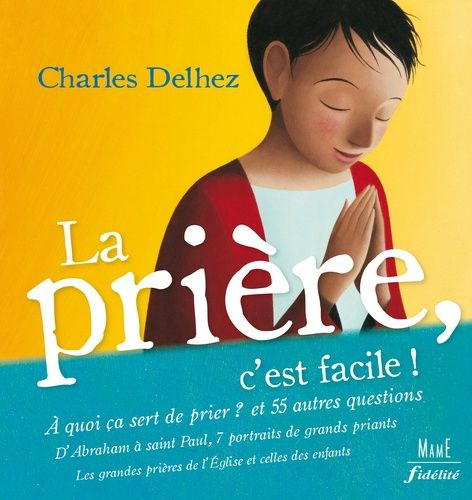 Charles Delhez
La
prière,
c'est facile !
À quoi ça sert de prier ? et 55 autres questions
D'Abraham à saint Paul, 7 portraits de grands priants
Les grandes prières de l'Église et celles des enfants
MAME
fidélité